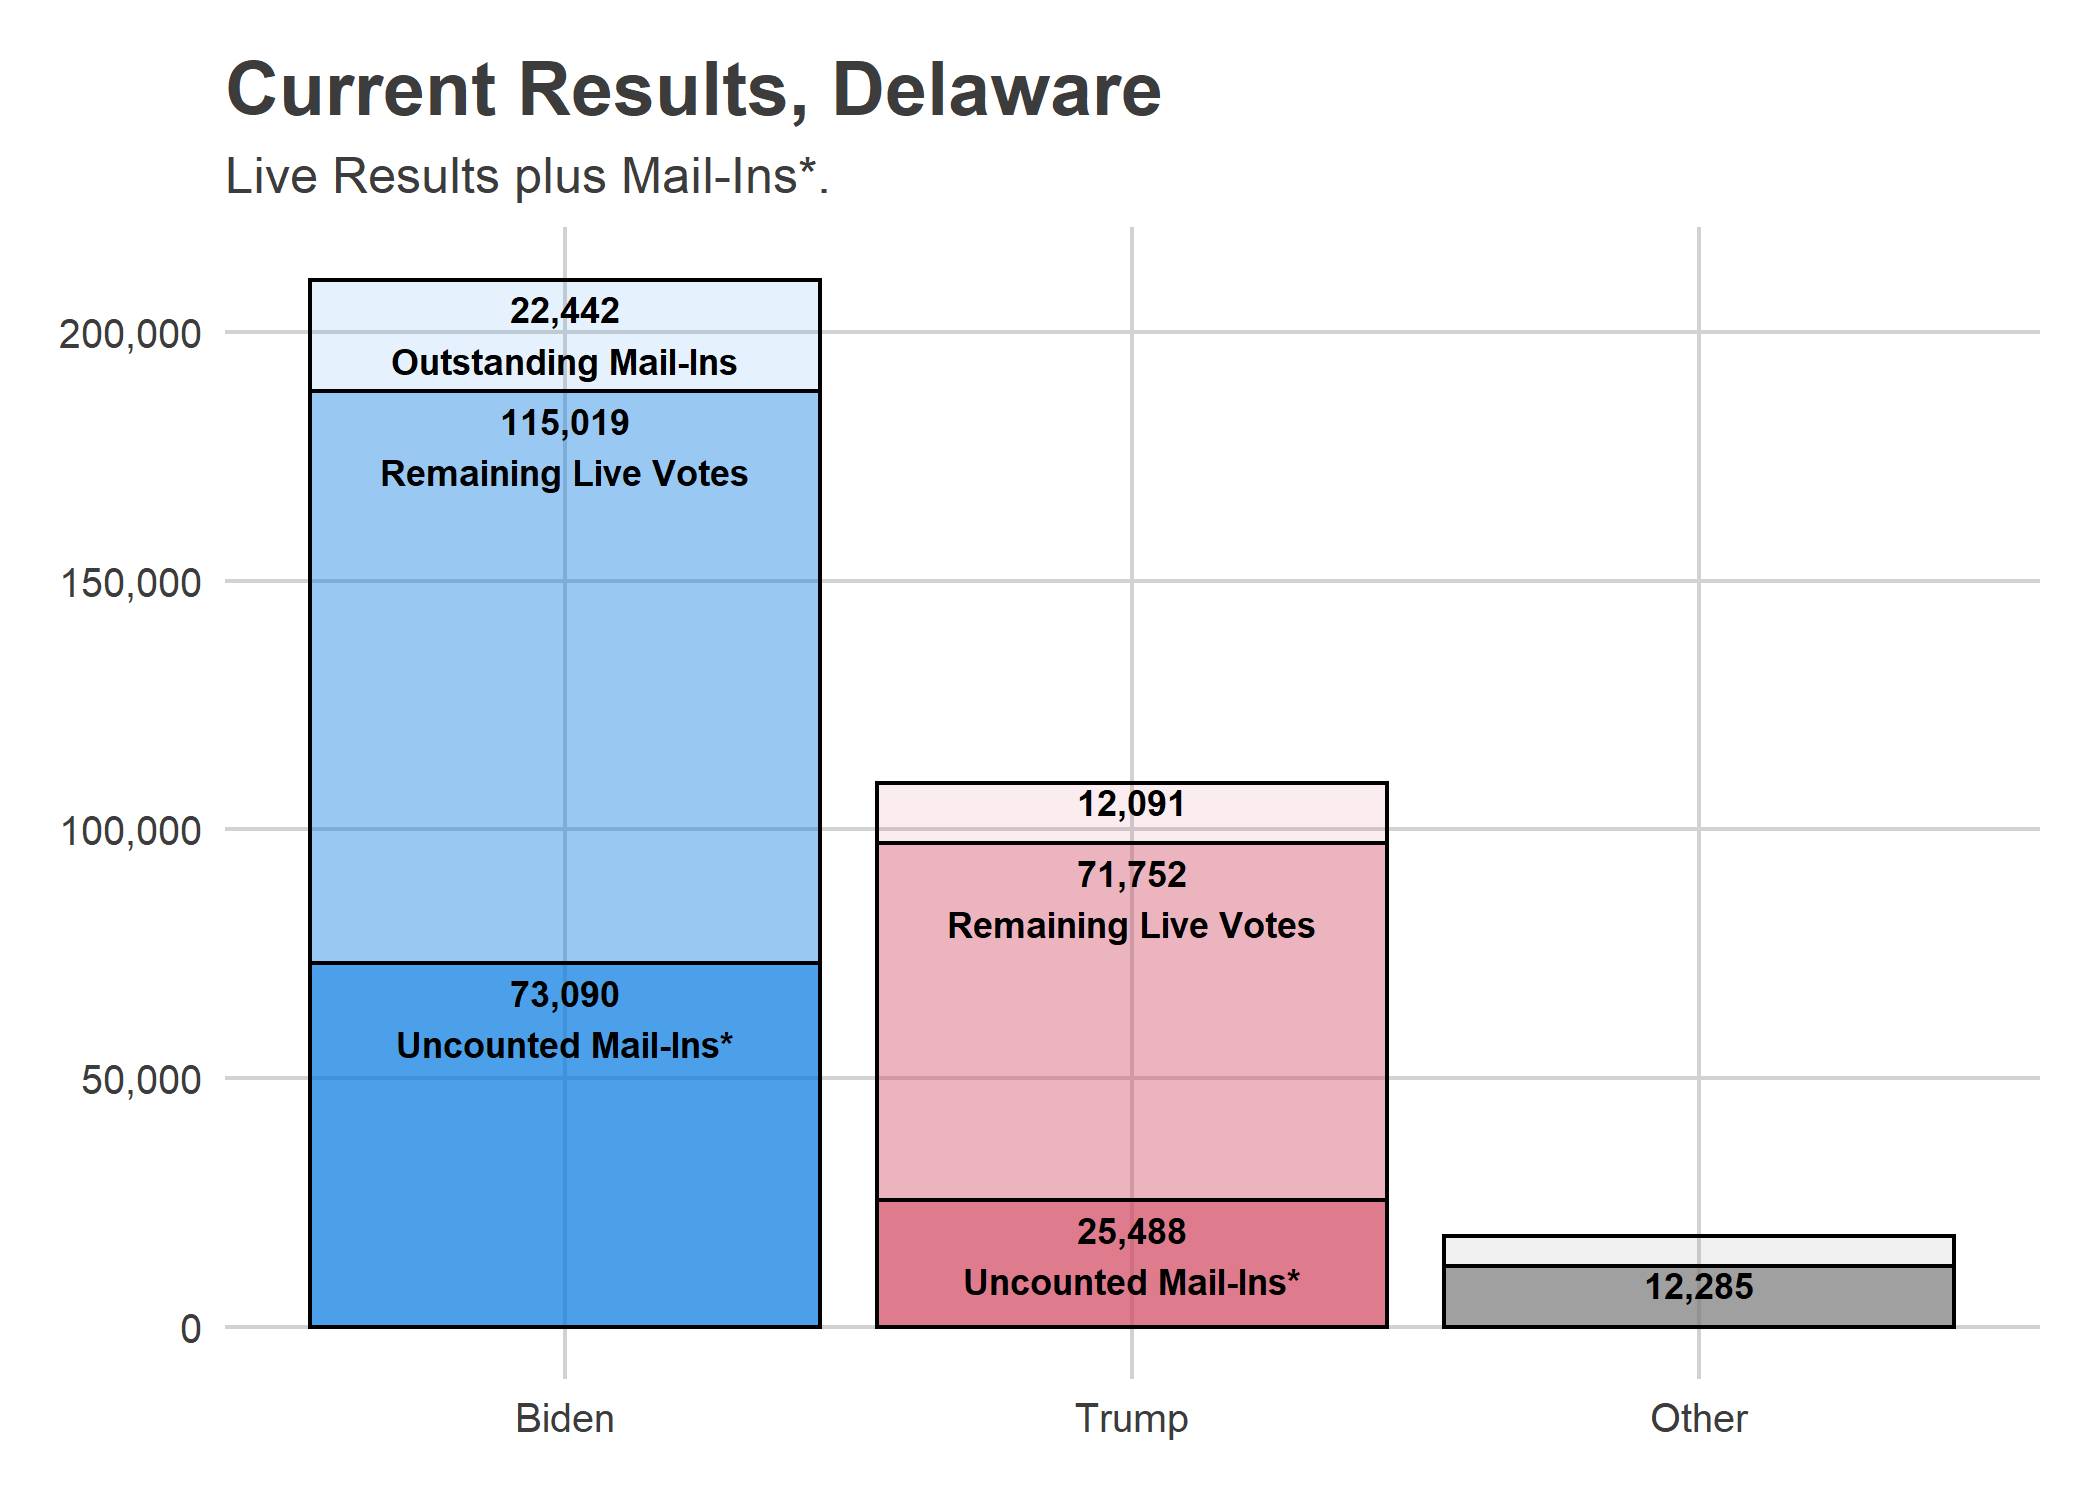 Current Results, Delaware
Live Results plus Mail-Ins*.
200,000
150,000
100,000
50,000
0
22,442
Outstanding Mail-Ins
115,019
Remaining Live Votes
73,090
Uncounted Mail-Ins*
12,091
71,752
Remaining Live Votes
25,488
Uncounted Mail-Ins*
12,285
Biden
Trump
Other